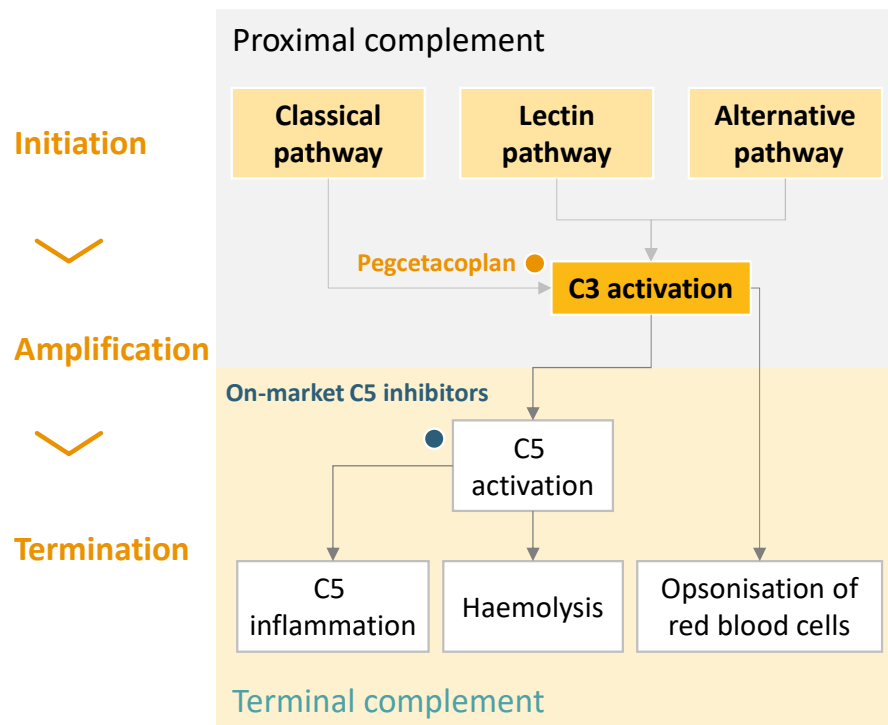 Proximal complement
Initiation
Classical
pathway
Lectin
pathway
Alternative
pathway
Pegcetacoplan
C3 activation
Amplification
On-market C5 inhibitors
C5
activation
Termination
C5
inflammation
Haemolysis
Opsonisation of
red blood cells
Terminal complement